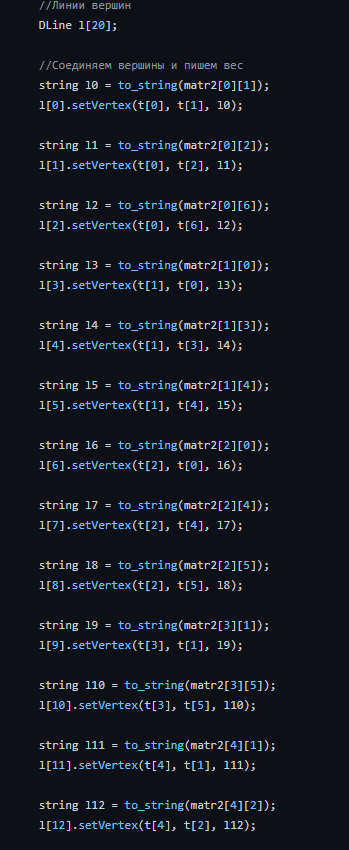 //Линии вершин
DLine l[20];
//Соединяем вершины и пишем вес
string l0 = to_string(matr2[0][1]);
l[0].setVertex(t[0], t[1], l0);
string l1 = to_string(matr2[0][2]);
l[1].setVertex(t[0], t[2], l1);
string l2 = to_string(matr2[0][6]);
l[2].setVertex(t[0], t[6], l2);
string l3 = to_string(matr2[1][0]);
l[3].setVertex(t[1], t[0], l3);
string l4 = to_string(matr2[1][3]);
l[4].setVertex(t[1], t[3], l4);
string l5 = to_string(matr2[1][4]);
l[5].setVertex(t[1], t[4], l5);
string l6 = to_string(matr2[2][0]);
l[6].setVertex(t[2], t[0], l6);
string l7 = to_string(matr2[2][4]);
l[7].setVertex(t[2], t[4], l7);
string l8 = to_string(matr2[2][5]);
l[8].setVertex(t[2], t[5], l8);
string l9 = to_string(matr2[3][1]);
l[9].setVertex(t[3], t[1], l9);
string l10 = to_string(matr2[3][5]);
l[10].setVertex(t[3], t[5], l10);
string l11 = to_string(matr2[4][1]);
l[11].setVertex(t[4], t[1], l11);
string l12 = to_string(matr2[4][2]);
l[12].setVertex(t[4], t[2], l12);